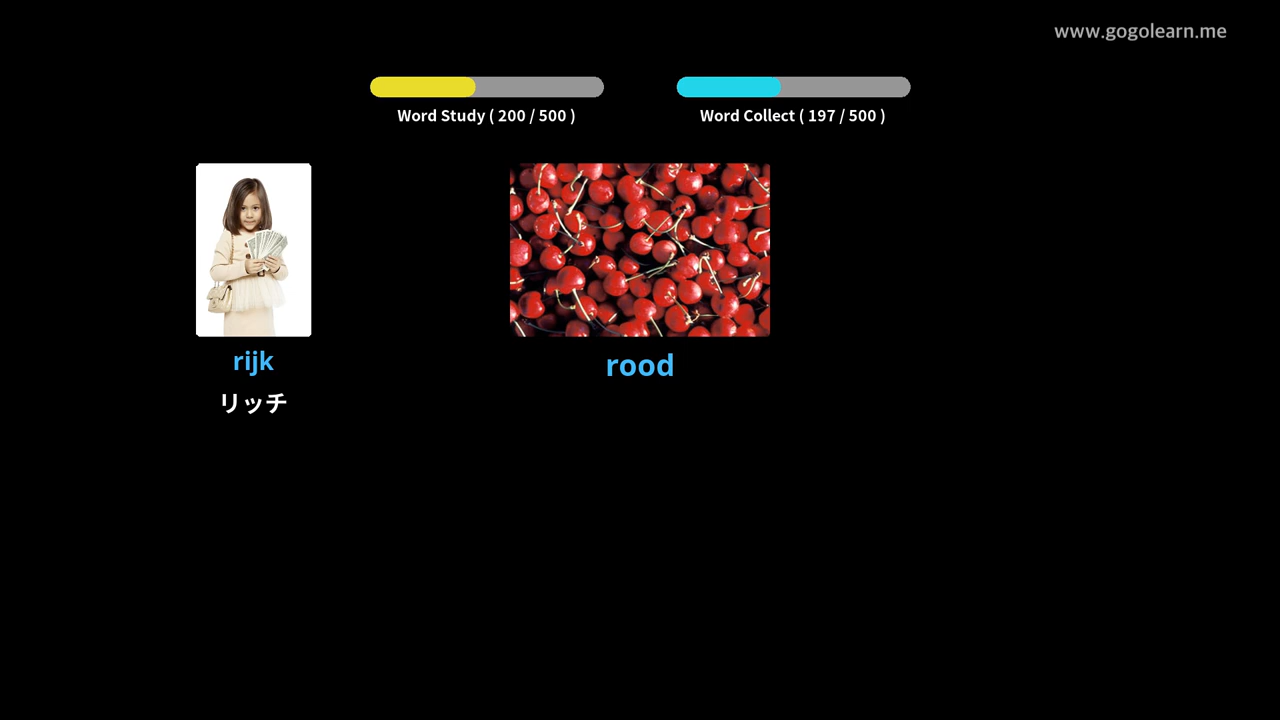 www.gogolearn.me
Word Study ( 200 / 500 )
Word Collect ( 197 / 500 )
rijk
リッチ
rood